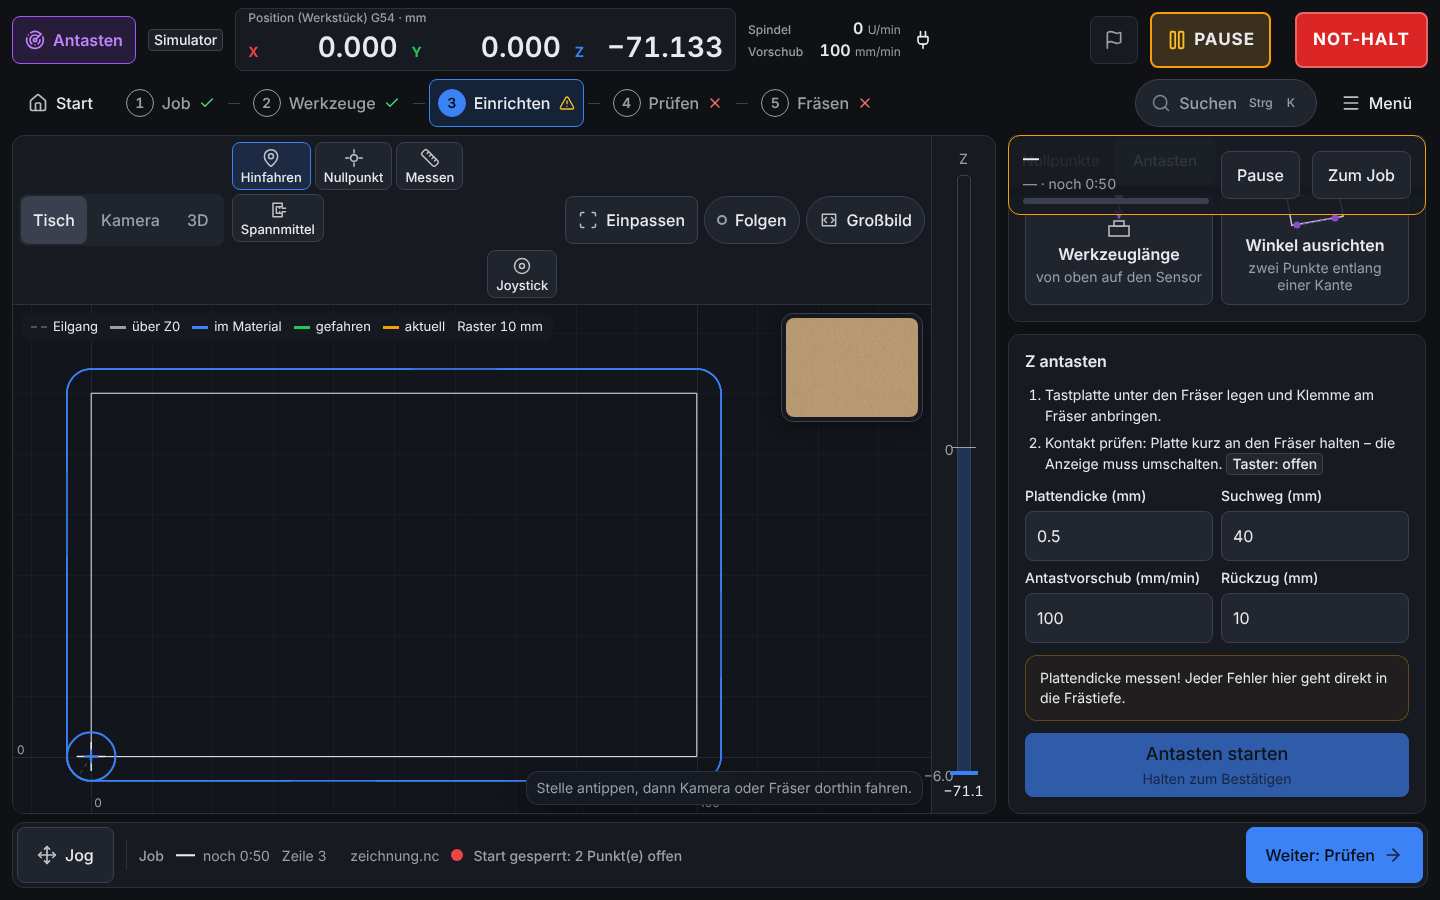 Antasten
Simulator
Position (Werkstück) G54 · mm
X 0.000 Y 0.000 Z −71.133
Spindel 0 U/min
Vorschub 100 mm/min
PAUSE
NOT-HALT
Start
1 Job
2 Werkzeuge
3 Einrichten
4 Prüfen
5 Fräsen
Suchen Strg K
Menü
Hinfahren
Nullpunkt
Messen
Tisch
Kamera
3D
Spannmittel
Einpassen
Folgen
Großbild
Joystick
Eilgang
über Z0
im Material
gefahren
aktuell
Raster 10 mm
0
0
Stelle antippen, dann Kamera oder Fräser dorthin fahren.
Z
0
−6.0
−71.1
Nullpunkte
Antasten
— · noch 0:50
Pause
Zum Job
Werkzeuglänge
von oben auf den Sensor
Winkel ausrichten
zwei Punkte entlang
einer Kante
Z antasten
1. Tastplatte unter den Fräser legen und Klemme am
Fräser anbringen.
2. Kontakt prüfen: Platte kurz an den Fräser halten – die
Anzeige muss umschalten. Taster: offen
Plattendicke (mm)
Suchweg (mm)
0.5
40
Antastvorschub (mm/min)
Rückzug (mm)
100
10
Plattendicke messen! Jeder Fehler hier geht direkt in
die Frästiefe.
Antasten starten
Halten zum Bestätigen
Jog
Job — noch 0:50 Zeile 3 zeichnung.nc Start gesperrt: 2 Punkt(e) offen
Weiter: Prüfen